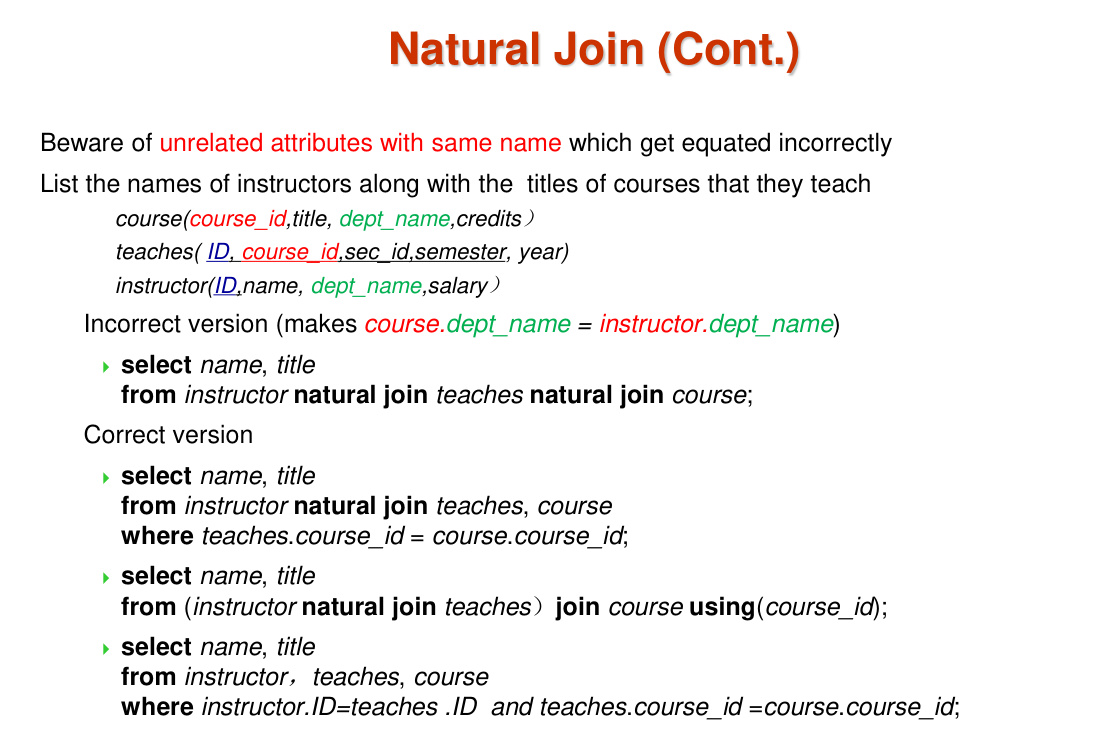 Natural Join (Cont.)
Beware of unrelated attributes with same name which get equated incorrectly
List the names of instructors along with the titles of courses that they teach
course(course_id,title, dept_name,credits）
teaches( ID, course_id,sec_id,semester, year)
instructor(ID,name, dept_name,salary）
Incorrect version (makes course.dept_name = instructor.dept_name)
select name, title
from instructor natural join teaches natural join course;
Correct version
select name, title
from instructor natural join teaches, course
where teaches.course_id = course.course_id;
select name, title
from (instructor natural join teaches）join course using(course_id);
select name, title
from instructor，teaches, course
where instructor.ID=teaches .ID and teaches.course_id =course.course_id;